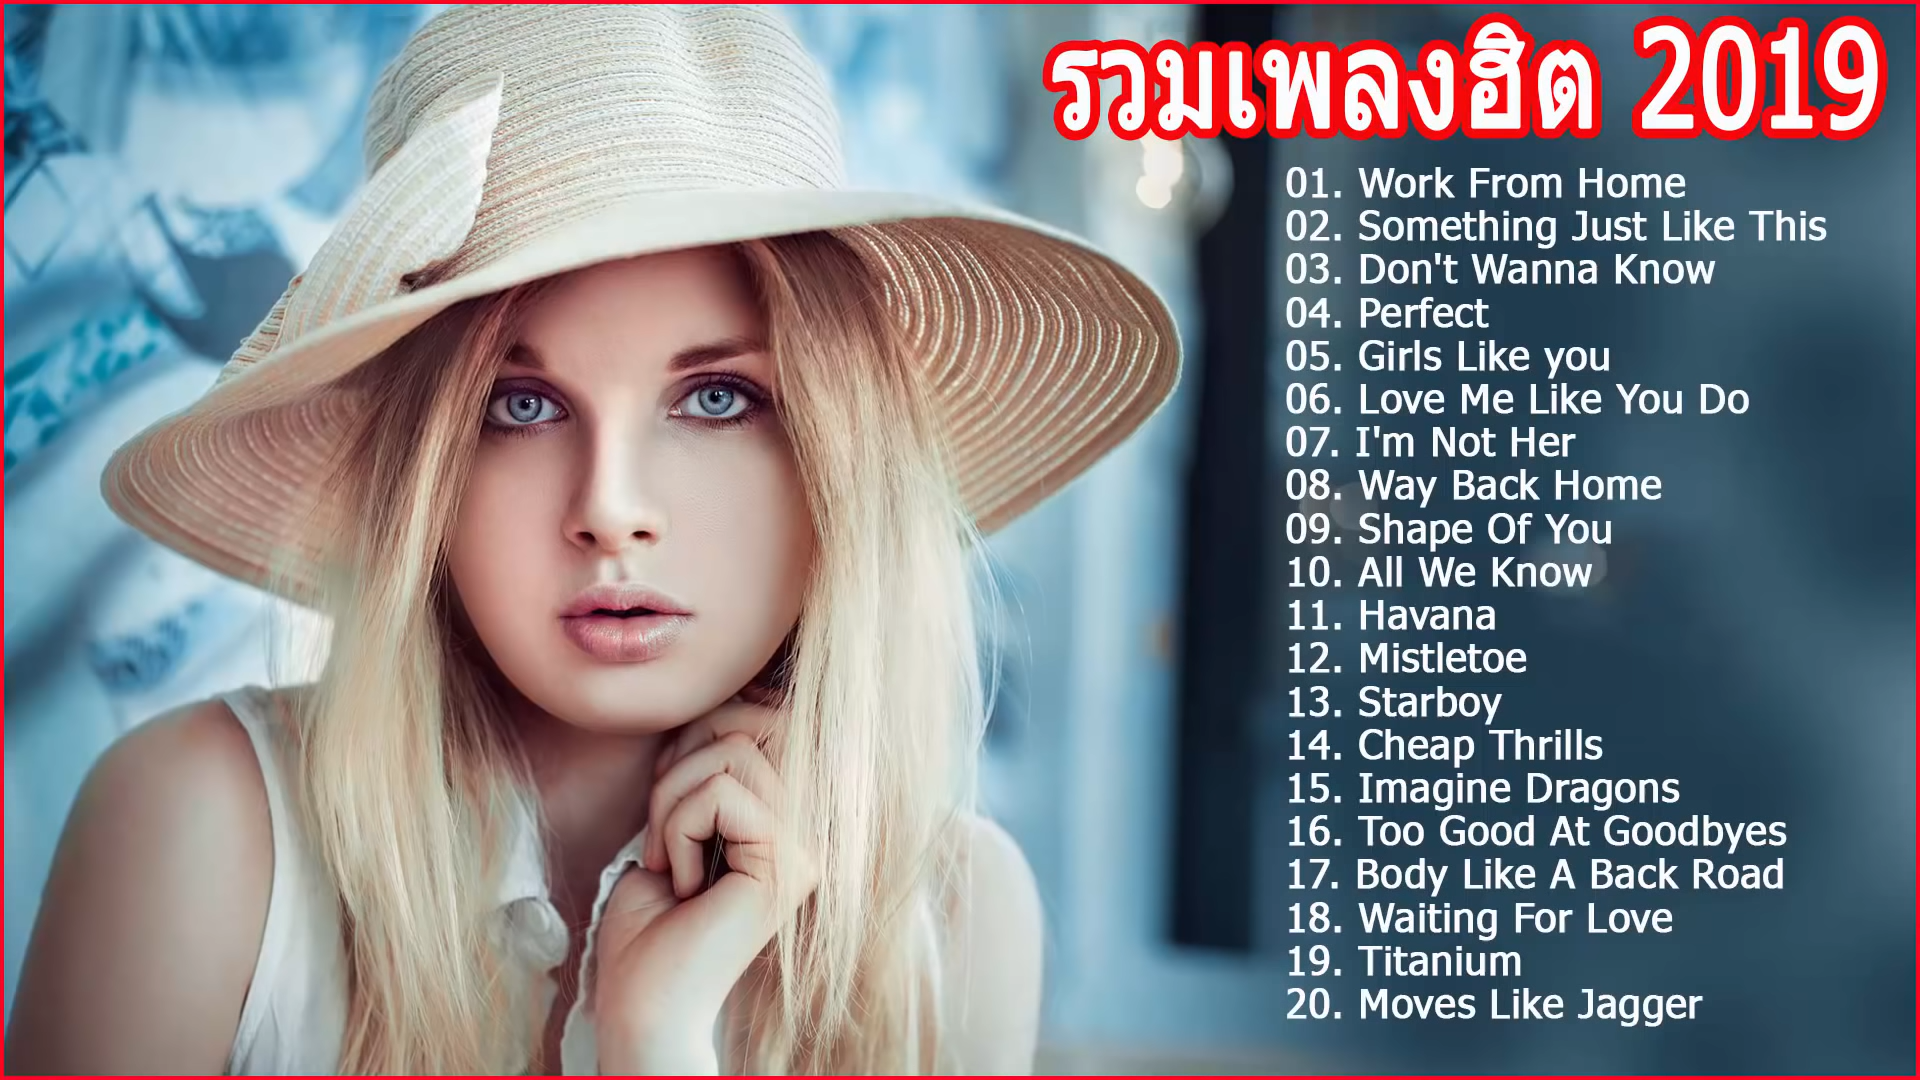 รวมเพลงฮิต 2019
01. Work From Home
02. Something Just Like This
03. Don't Wanna Know
04. Perfect
05. Girls Like you
06. Love Me Like You Do
07. I'm Not Her
08. Way Back Home
09. Shape Of You
10. All We Know
11. Havana
12. Mistletoe
13. Starboy
14. Cheap Thrills
15. Imagine Dragons
16. Too Good At Goodbyes
17. Body Like A Back Road
18. Waiting For Love
19. Titanium
20. Moves Like Jagger